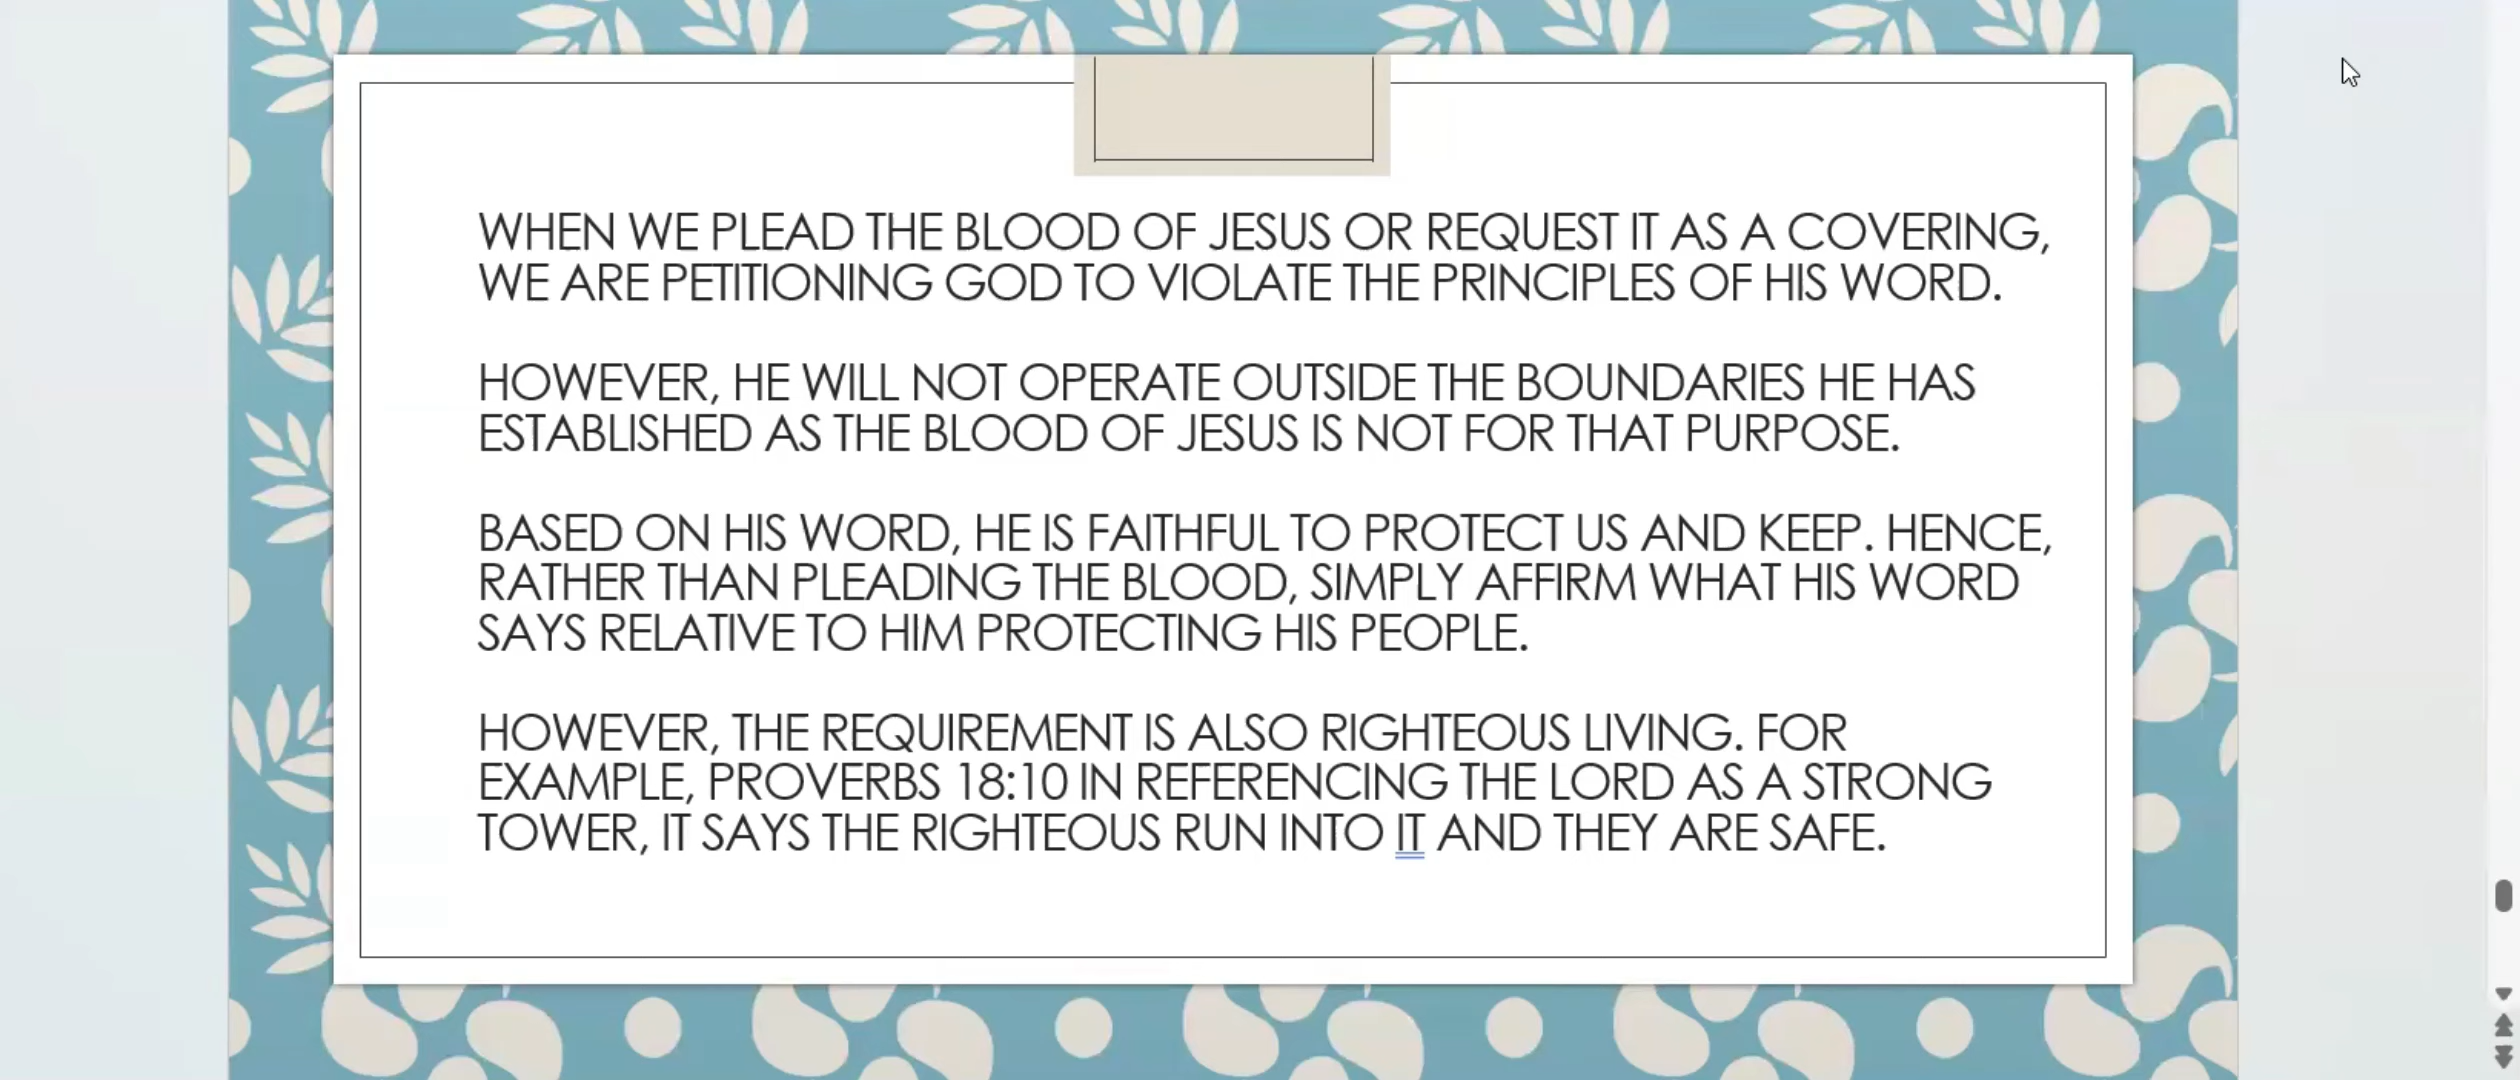 WHEN WE PLEAD THE BLOOD OF JESUS OR REQUEST IT AS A COVERING,
WE ARE PETITIONING GOD TO VIOLATE THE PRINCIPLES OF HIS WORD.
HOWEVER, HE WILL NOT OPERATE OUTSIDE THE BOUNDARIES HE HAS
ESTABLISHED AS THE BLOOD OF JESUS IS NOT FOR THAT PURPOSE.
BASED ON HIS WORD, HE IS FAITHFUL TO PROTECT US AND KEEP. HENCE,
RATHER THAN PLEADING THE BLOOD, SIMPLY AFFIRM WHAT HIS WORD
SAYS RELATIVE TO HIM PROTECTING HIS PEOPLE.
HOWEVER, THE REQUIREMENT IS ALSO RIGHTEOUS LIVING. FOR
EXAMPLE, PROVERBS 18:10 IN REFERENCING THE LORD AS A STRONG
TOWER, IT SAYS THE RIGHTEOUS RUN INTO IT AND THEY ARE SAFE.